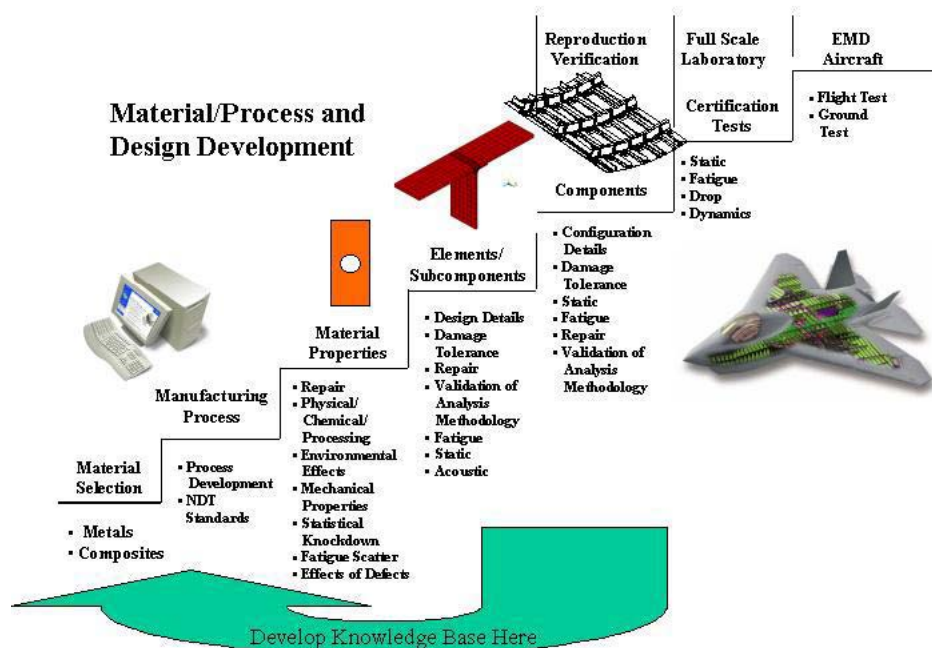 Material/Process and
Design Development
Material
Selection
▪ Metals
▪ Composites
Manufacturing
Process
▪ Process
Development
▪ NDT
Standards
Material
Properties
▪ Repair
▪ Physical/
Chemical/
Processing
▪ Environmental
Effects
▪ Mechanical
Properties
▪ Statistical
Knockdown
▪ Fatigue Scatter
▪ Effects of Defects
Elements/
Subcomponents
▪ Design Details
▪ Damage
Tolerance
▪ Repair
▪ Validation of
Analysis
Methodology
▪ Fatigue
▪ Static
▪ Acoustic
Reproduction
Verification
Components
▪ Configuration
Details
▪ Damage
Tolerance
▪ Static
▪ Fatigue
▪ Repair
▪ Validation of
Analysis
Methodology
Full Scale
Laboratory
Certification
Tests
▪ Static
▪ Fatigue
▪ Drop
▪ Dynamics
EMD
Aircraft
▪ Flight Test
▪ Ground
Test
Develop Knowledge Base Here